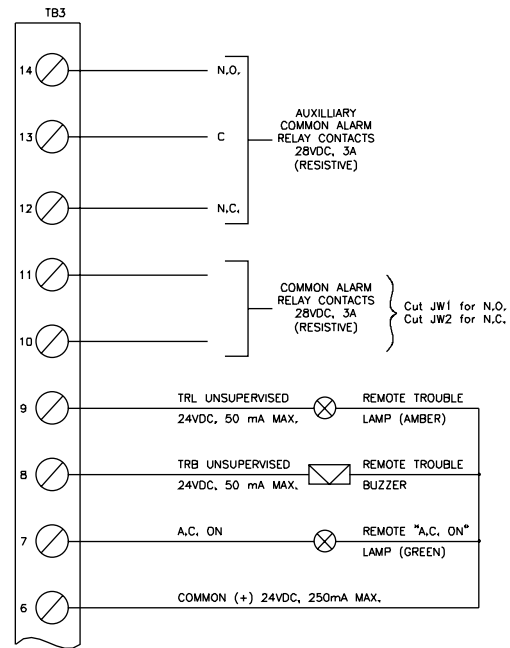 TB3
14
N.O.
13
C
12
N.C.
AUXILLIARY
COMMON ALARM
RELAY CONTACTS
28VDC, 3A
(RESISTIVE)
11
10
COMMON ALARM
RELAY CONTACTS
28VDC, 3A
(RESISTIVE)
Cut JW1 for N.O.
Cut JW2 for N.C.
9
TRL UNSUPERVISED
24VDC, 50 mA MAX.
REMOTE TROUBLE
LAMP (AMBER)
8
TRB UNSUPERVISED
24VDC, 50 mA MAX.
REMOTE TROUBLE
BUZZER
7
A.C. ON
REMOTE "A.C. ON"
LAMP (GREEN)
6
COMMON (+) 24VDC, 250mA MAX.